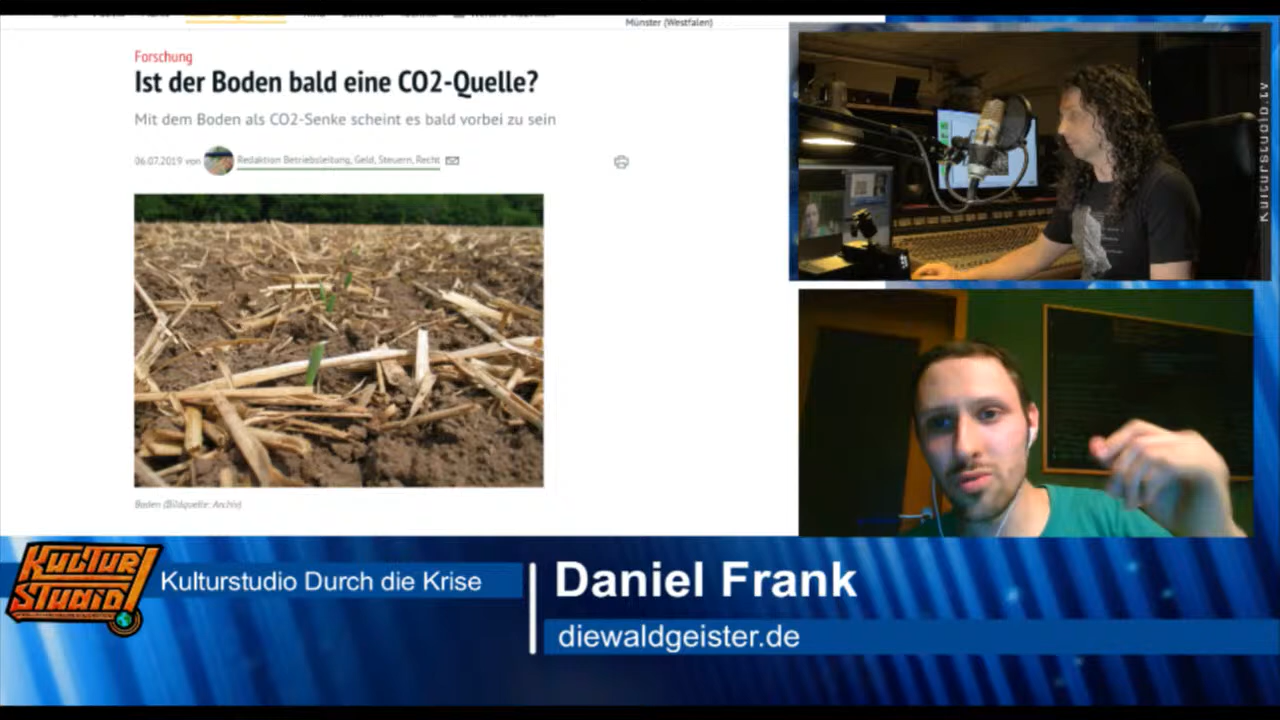 Münster (Westfalen)
Forschung
Ist der Boden bald eine CO2-Quelle?
Mit dem Boden als CO2-Senke scheint es bald vorbei zu sein
06.07.2019 von Redaktion Betriebsleitung, Geld, Steuern, Recht
Boden (Bildquelle: Archiv)
Kulturstudio.tv
KULTUR
STUDIO!
Kulturstudio Durch die Krise
Daniel Frank
diewaldgeister.de